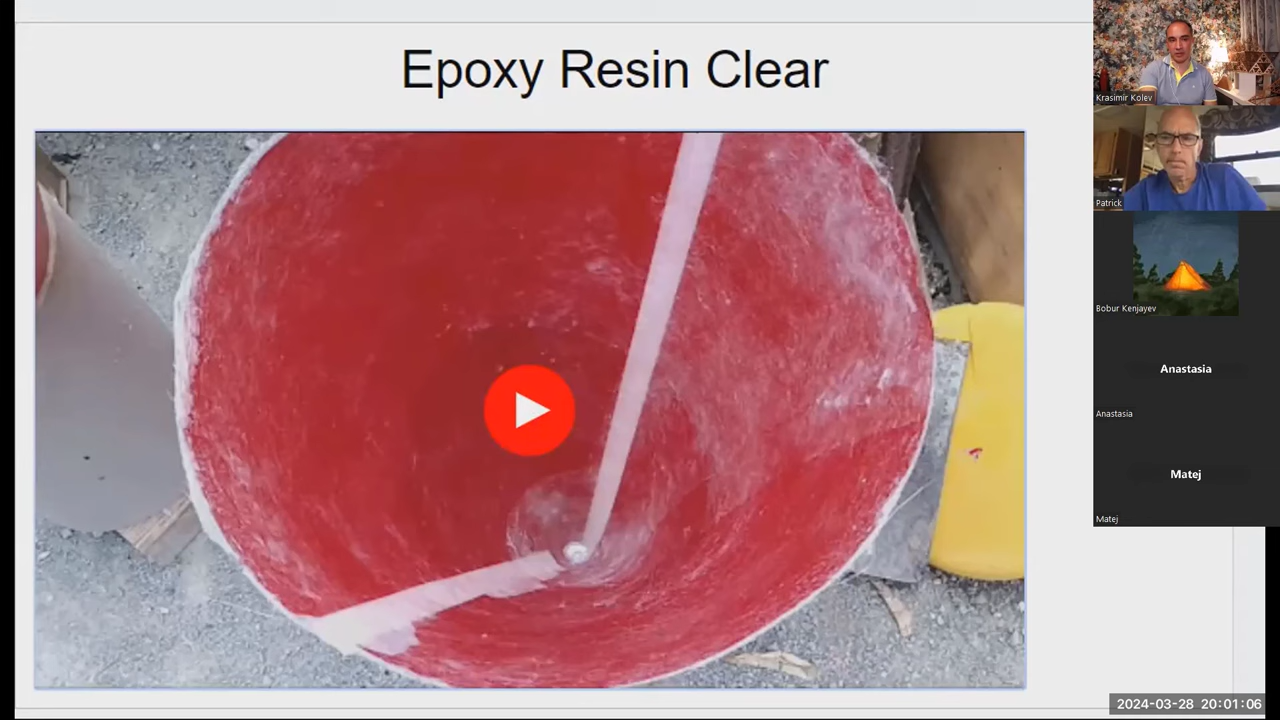 Epoxy Resin Clear
Krasimir Kolev
Patrick
Bobur Kenjayev
Anastasia
Anastasia
Matej
Matej
2024-03-28 20:01:06